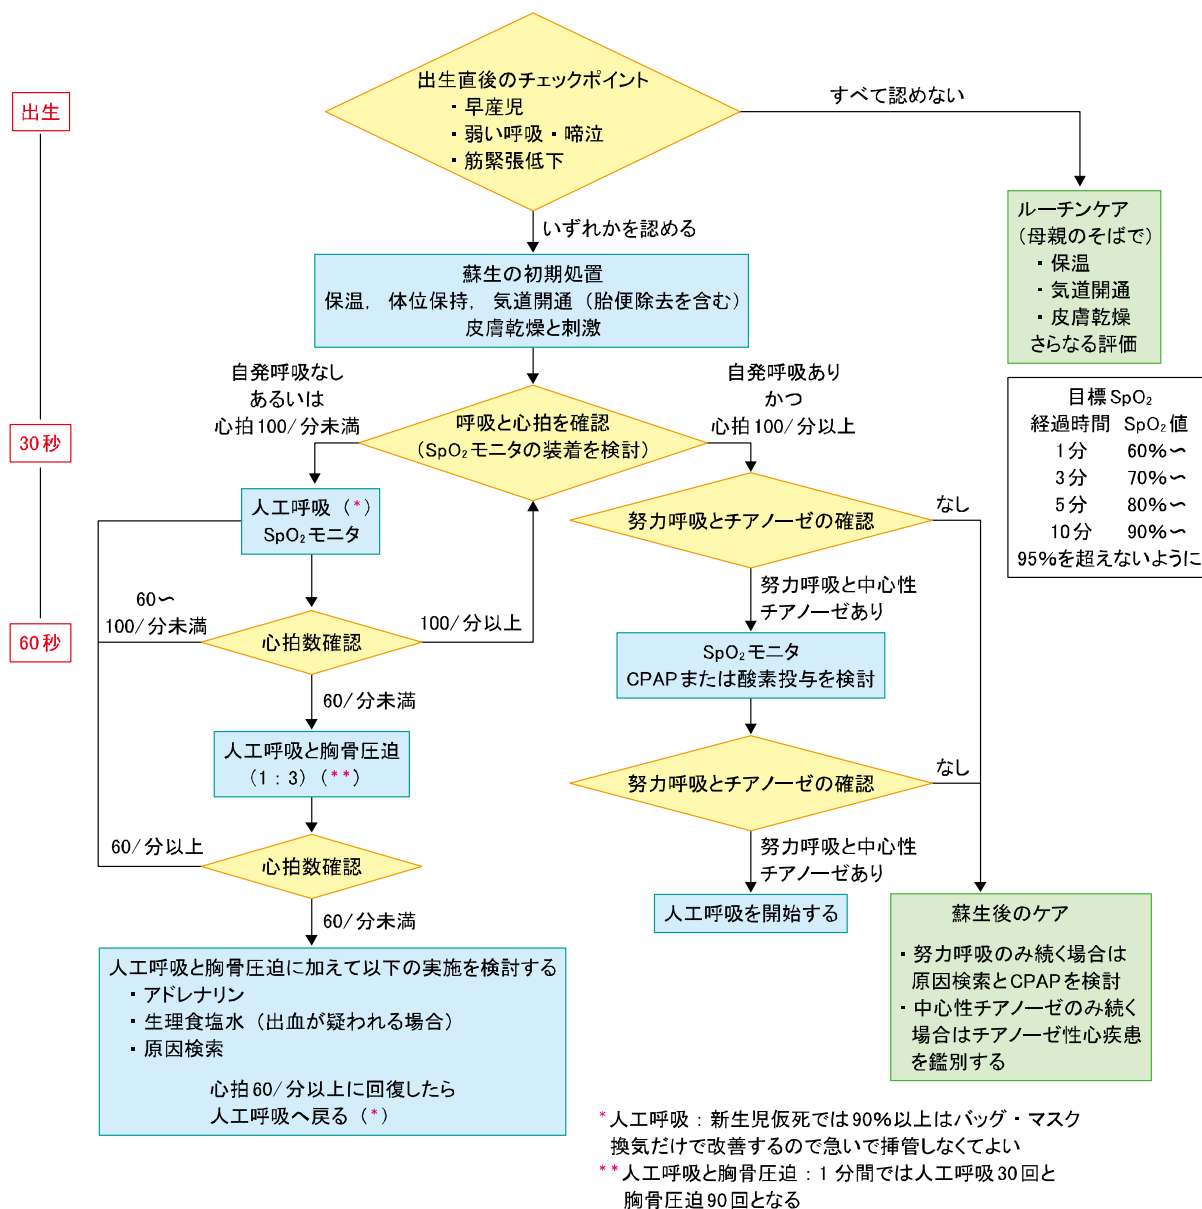 出生直後のチェックポイント
・早産児
・弱い呼吸・啼泣
・筋緊張低下
すべて認めない
出生
いずれかを認める
ルーチンケア
(母親のそばで)
・保温
・気道開通
・皮膚乾燥
さらなる評価
蘇生の初期処置
保温, 体位保持, 気道開通(胎便除去を含む)
皮膚乾燥と刺激
自発呼吸なし
あるいは
心拍100/分未満
自発呼吸あり
かつ
心拍100/分以上
30秒
呼吸と心拍を確認
(SpO₂モニタの装着を検討)
目標SpO₂
経過時間 SpO₂値
1分 60%〜
3分 70%〜
5分 80%〜
10分 90%〜
95%を超えないように
人工呼吸(*)
SpO₂モニタ
努力呼吸とチアノーゼの確認
なし
努力呼吸と中心性
チアノーゼあり
60秒
60〜
100/分未満
心拍数確認
100/分以上
SpO₂モニタ
CPAPまたは酸素投与を検討
60/分未満
人工呼吸と胸骨圧迫
(1:3)(**)
努力呼吸とチアノーゼの確認
なし
努力呼吸と中心性
チアノーゼあり
60/分以上
心拍数確認
60/分未満
人工呼吸を開始する
人工呼吸と胸骨圧迫に加えて以下の実施を検討する
・アドレナリン
・生理食塩水(出血が疑われる場合)
・原因検索
心拍60/分以上に回復したら
人工呼吸へ戻る(*)
蘇生後のケア
・努力呼吸のみ続く場合は
原因検索とCPAPを検討
・中心性チアノーゼのみ続く
場合はチアノーゼ性心疾患
を鑑別する
*人工呼吸:新生児仮死では90%以上はバッグ・マスク
換気だけで改善するので急いで挿管しなくてよい
**人工呼吸と胸骨圧迫:1分間では人工呼吸30回と
胸骨圧迫90回となる